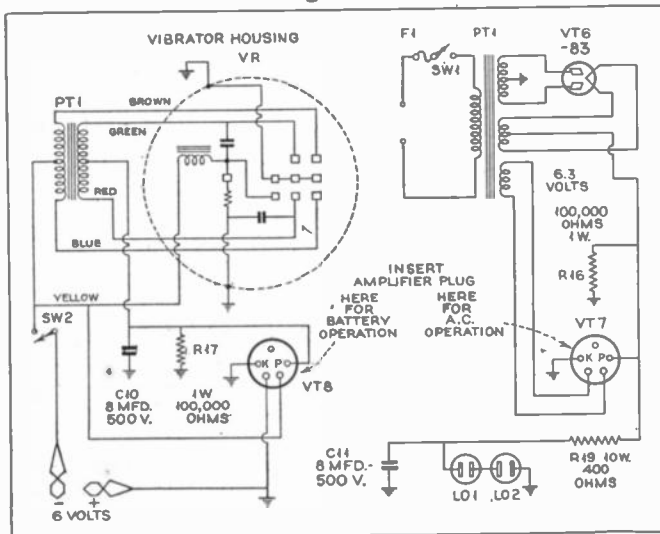 VIBRATOR HOUSING
VR
PT1
BROWN
GREEN
RED
BLUE
YELLOW
SW2
C10
8 MFD.
500 V.
R17
1W
100,000
OHMS
VT8
- +
6 VOLTS
INSERT
AMPLIFIER PLUG
HERE
FOR
BATTERY
OPERATION
HERE
FOR
A.C.
OPERATION
F1
SW1
PT1
VT6
-83
6.3
VOLTS
100,000
OHMS
1W.
R16
VT7
K P
K P
C11
8 MFD.-
500 V.
LO1
LO2
R19 10W.
400
OHMS